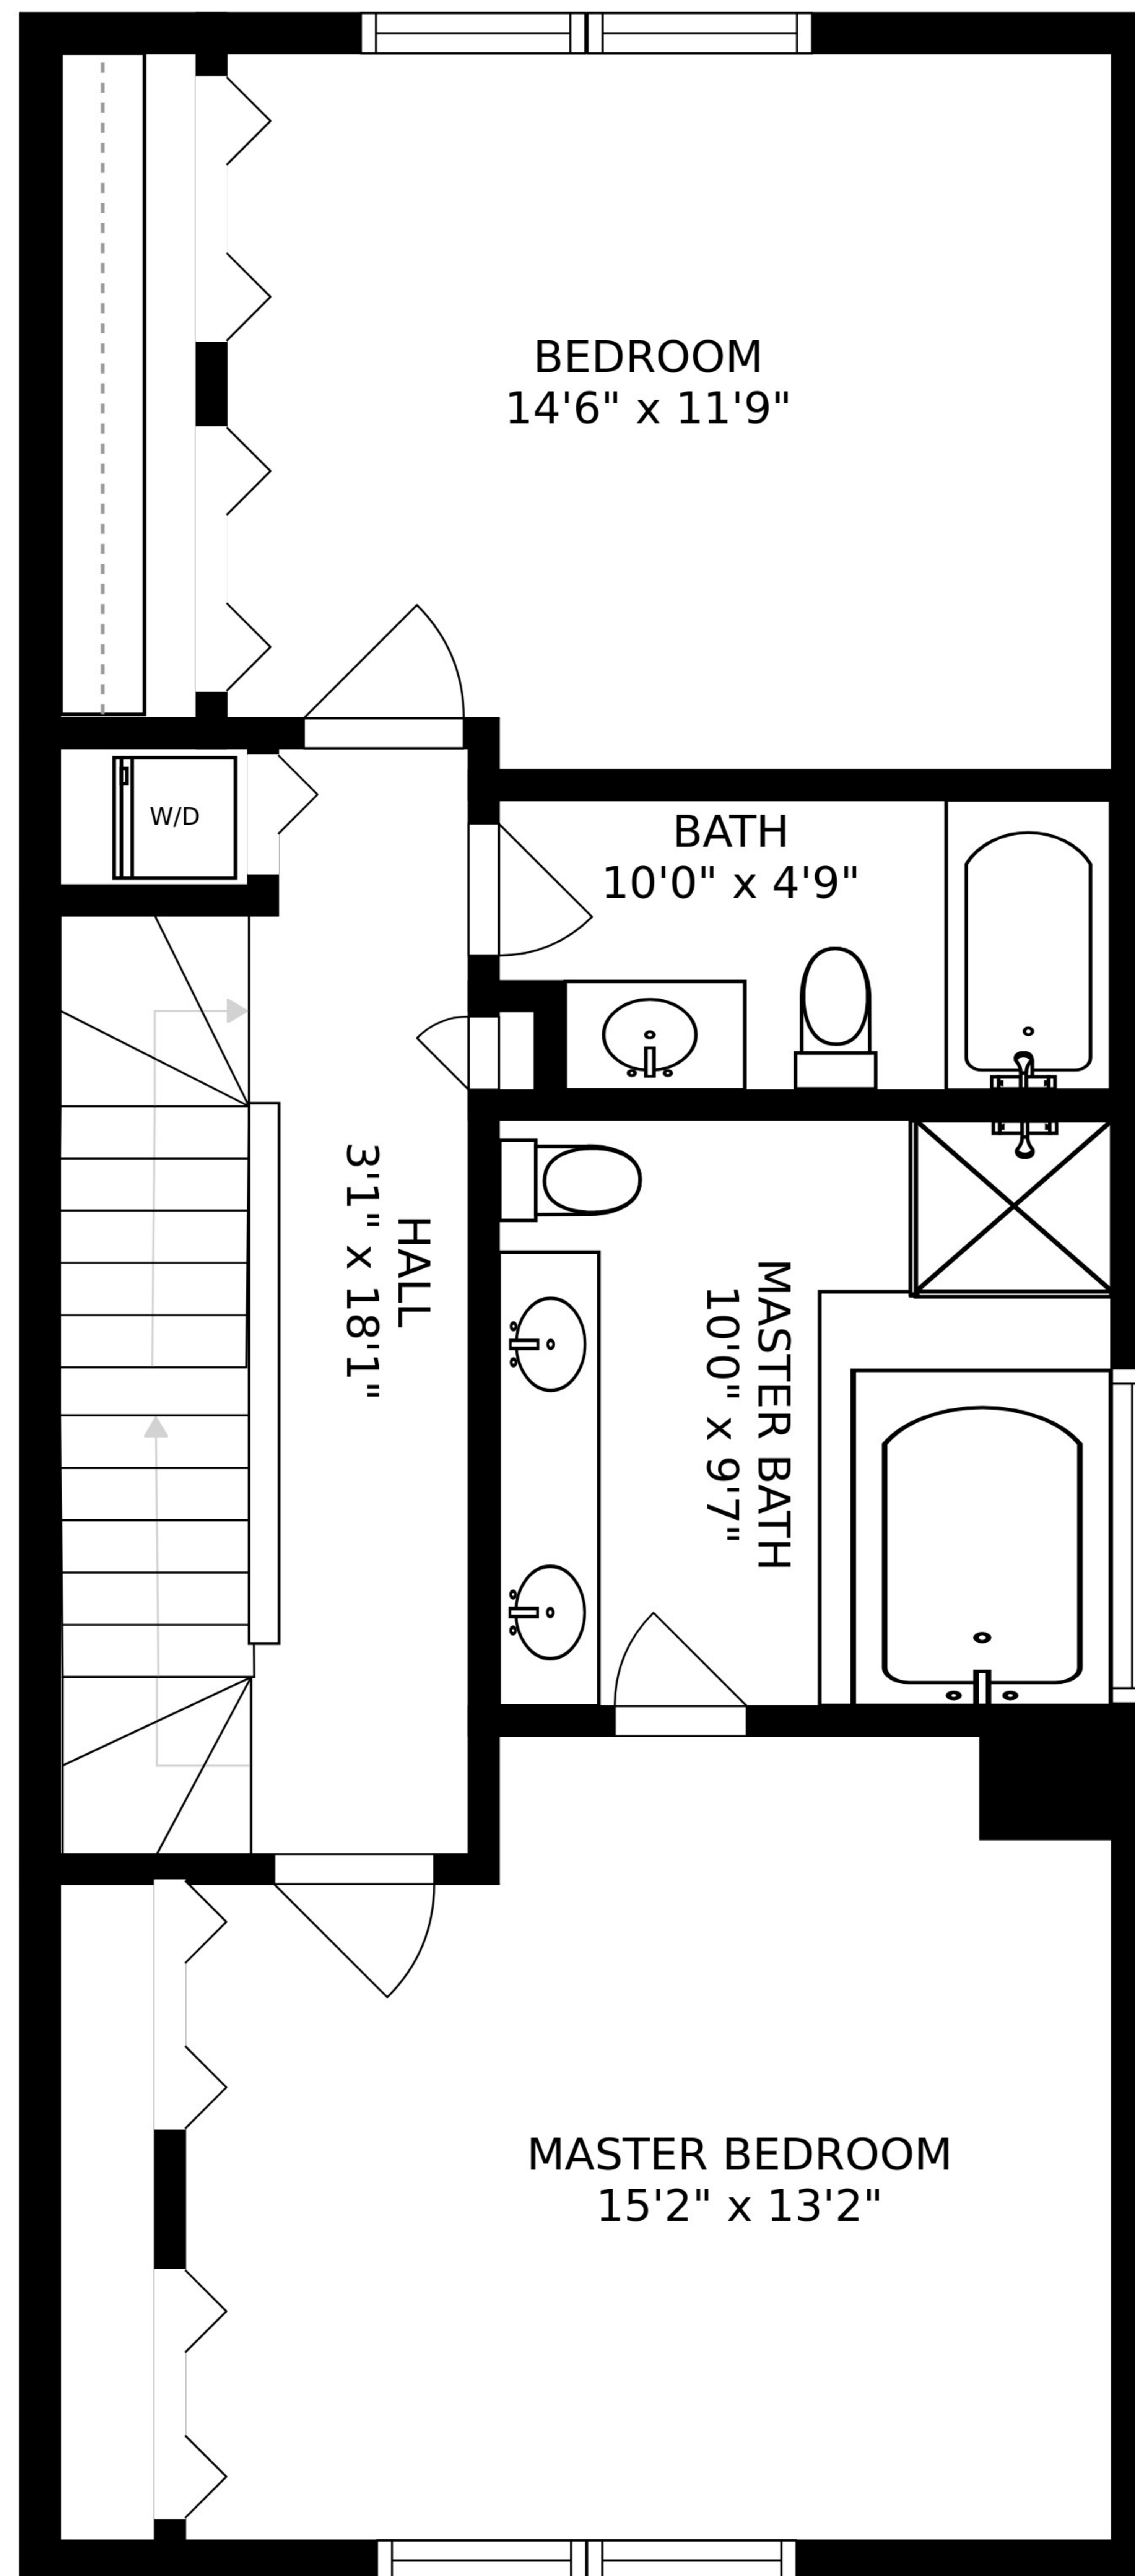 BEDROOM
14'6" x 11'9"
W/D
BATH
10'0" x 4'9"
HALL
3'1" x 18'1"
MASTER BATH
10'0" x 9'7"
MASTER BEDROOM
15'2" x 13'2"